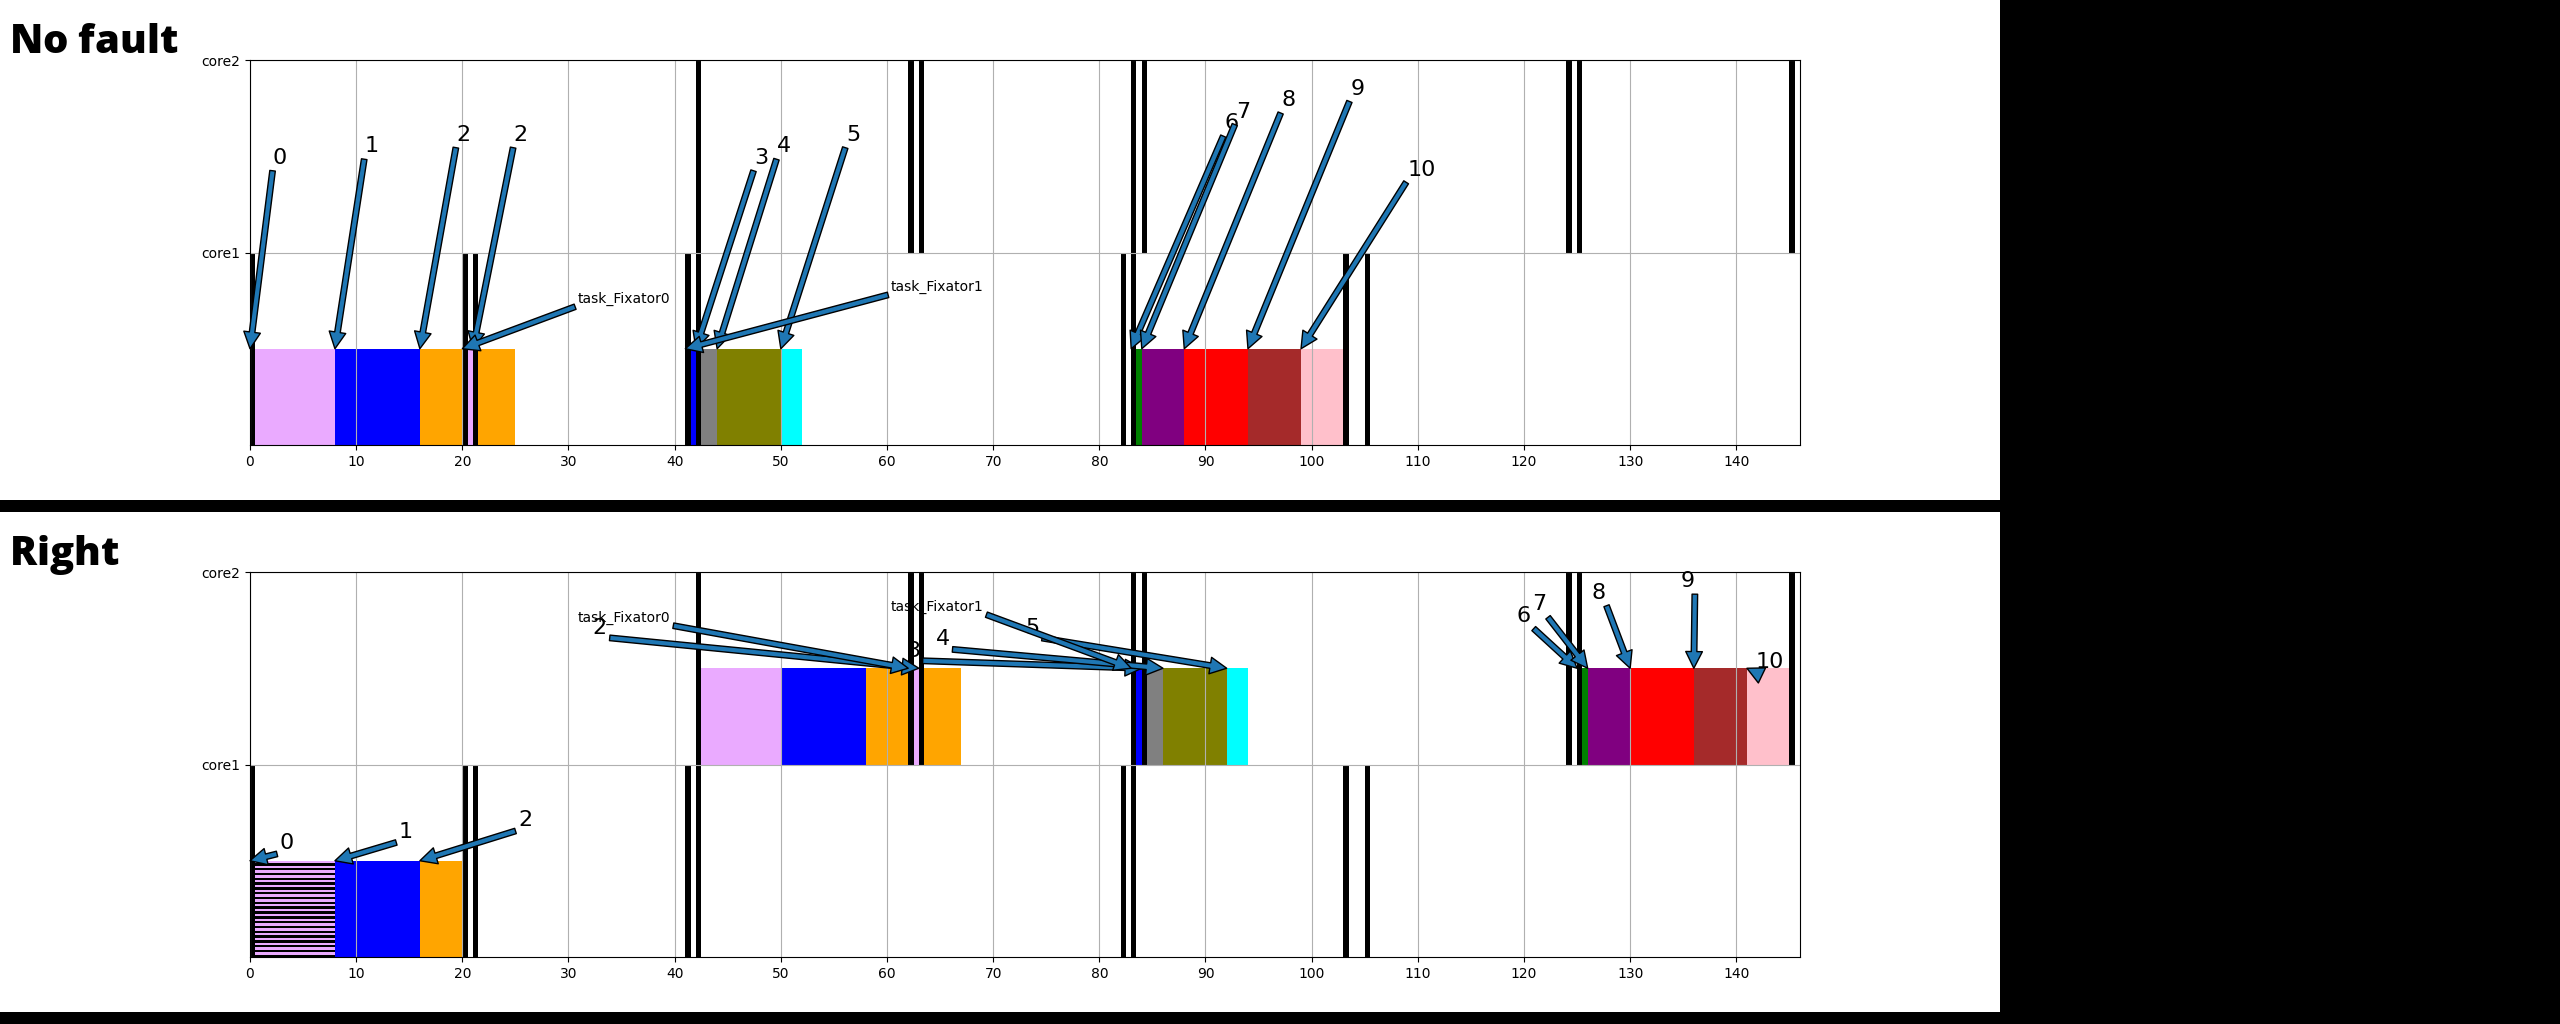 No fault
core2
9
8
7
6
2 2 5
1 3 4
0 10
core1
task_Fixator1
task_Fixator0
0 10 20 30 40 50 60 70 80 90 100 110 120 130 140
Right
core2
9
8
7
task_Fixator1
6
task_Fixator0
2 5
4
3
10
core1
2
1
0
0 10 20 30 40 50 60 70 80 90 100 110 120 130 140